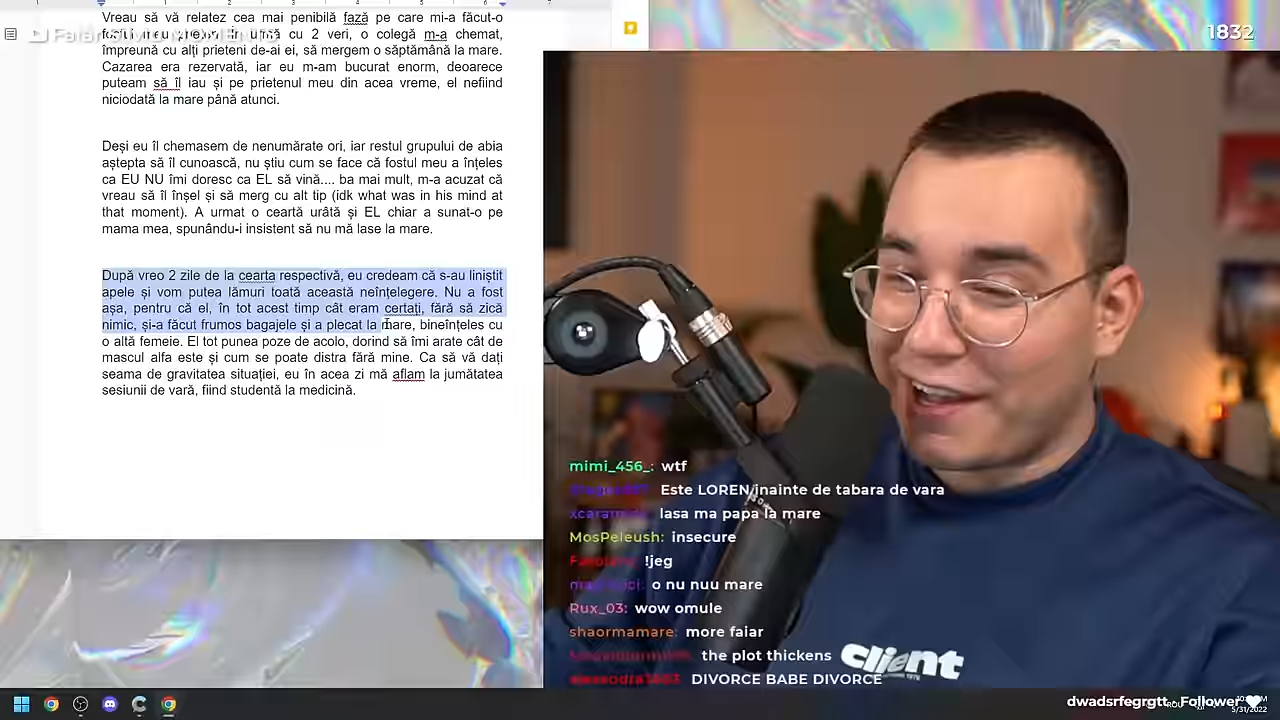 Vreau să vă relatez cea mai penibilă fază pe care mi-a făcut-o
cu 2 veri, o colegă m-a chemat,
împreună cu alți prieteni de-ai ei, să mergem o săptămână la mare.
Cazarea era rezervată, iar eu m-am bucurat enorm, deoarece
puteam să îl iau și pe prietenul meu din acea vreme, el nefiind
niciodată la mare până atunci.
Deși eu îl chemasem de nenumărate ori, iar restul grupului de abia
aștepta să îl cunoască, nu știu cum se face că fostul meu a înțeles
ca EU NU îmi doresc ca EL să vină.... ba mai mult, m-a acuzat că
vreau să îl înșel și să merg cu alt tip (idk what was in his mind at
that moment). A urmat o ceartă urâtă și EL chiar a sunat-o pe
mama mea, spunându-i insistent să nu mă lase la mare.
După vreo 2 zile de la cearta respectivă, eu credeam că s-au liniștit
apele și vom putea lămuri toată această neînțelegere. Nu a fost
așa, pentru că el, în tot acest timp cât eram certați, fără să zică
nimic, și-a făcut frumos bagajele și a plecat la mare, bineînțeles cu
o altă femeie. El tot punea poze de acolo, dorind să îmi arate cât de
mascul alfa este și cum se poate distra fără mine. Ca să vă dați
seama de gravitatea situației, eu în acea zi mă aflam la jumătatea
sesiunii de vară, fiind studentă la medicină.
1832
mimi_456_: wtf
Este LOREN inainte de tabara de vara
lasa ma papa la mare
MosPeleush: insecure
!jeg
o nu nuu mare
Rux_03: wow omule
shaormamare: more faiar
the plot thickens
DIVORCE BABE DIVORCE
client
dwadsrfegrgtt - Follower
5/31/2022